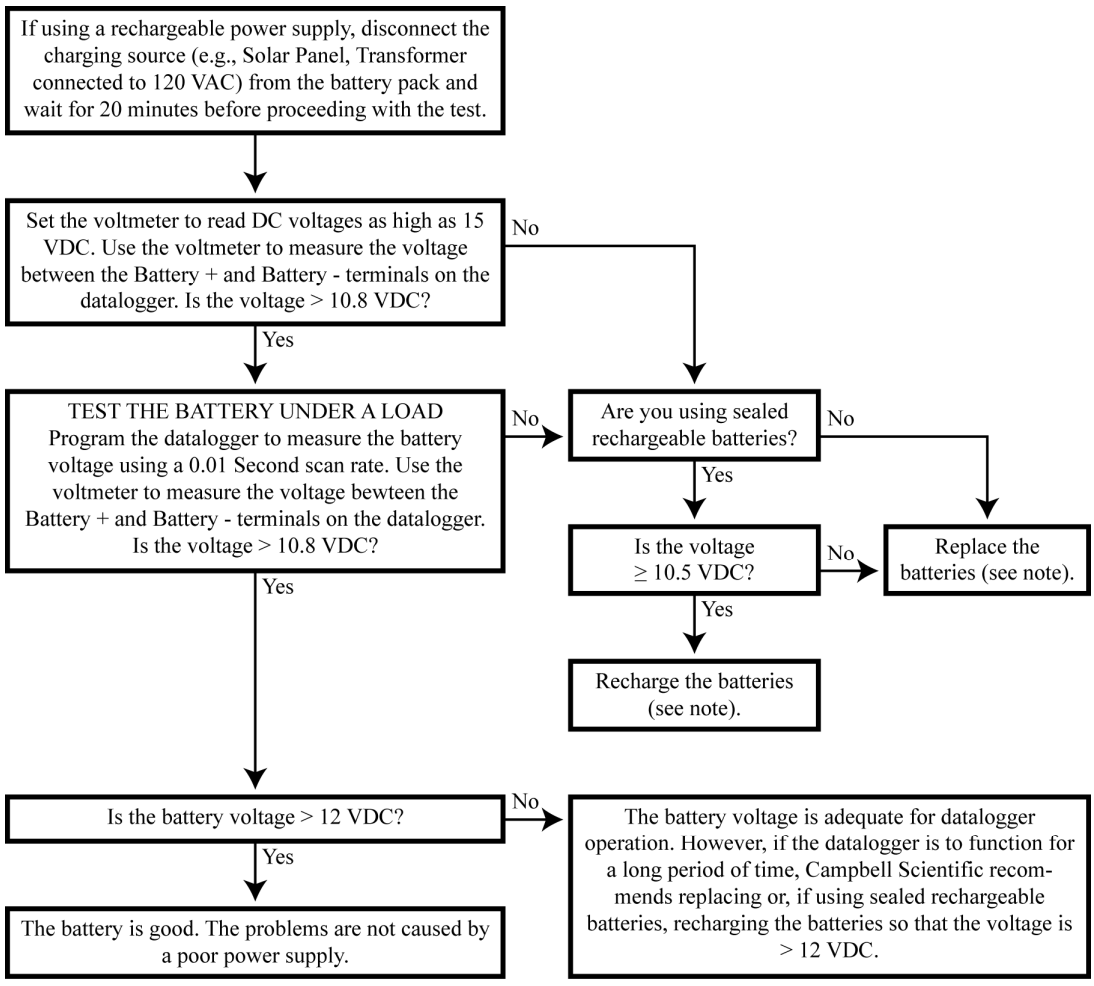 If using a rechargeable power supply, disconnect the
charging source (e.g., Solar Panel, Transformer
connected to 120 VAC) from the battery pack and
wait for 20 minutes before proceeding with the test.
Set the voltmeter to read DC voltages as high as 15
VDC. Use the voltmeter to measure the voltage
between the Battery + and Battery - terminals on the
datalogger. Is the voltage > 10.8 VDC?
No
Yes
TEST THE BATTERY UNDER A LOAD
Program the datalogger to measure the battery
voltage using a 0.01 Second scan rate. Use the
voltmeter to measure the voltage bewteen the
Battery + and Battery - terminals on the datalogger.
Is the voltage > 10.8 VDC?
No
Yes
Are you using sealed
rechargeable batteries?
No
Yes
Is the voltage
≥ 10.5 VDC?
No
Yes
Replace the
batteries (see note).
Recharge the batteries
(see note).
Is the battery voltage > 12 VDC?
No
Yes
The battery voltage is adequate for datalogger
operation. However, if the datalogger is to function for
a long period of time, Campbell Scientific recom-
mends replacing or, if using sealed rechargeable
batteries, recharging the batteries so that the voltage is
> 12 VDC.
The battery is good. The problems are not caused by
a poor power supply.